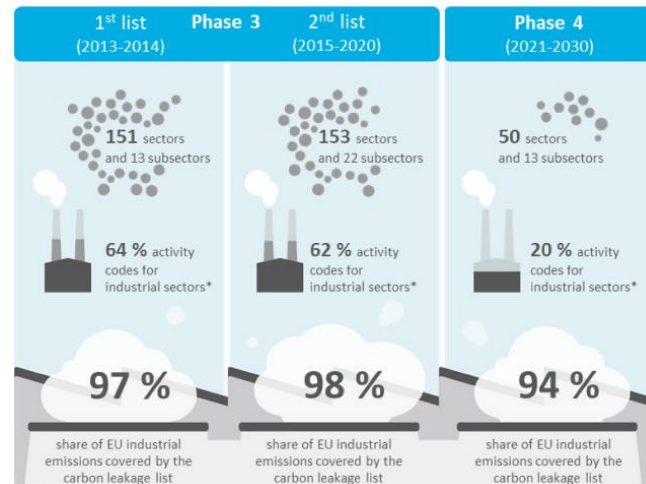 1st list
(2013-2014)
Phase 3
2nd list
(2015-2020)
Phase 4
(2021-2030)
151 sectors
and 13 subsectors
153 sectors
and 22 subsectors
50 sectors
and 13 subsectors
64 % activity
codes for
industrial sectors*
62 % activity
codes for
industrial sectors*
20 % activity
codes for
industrial sectors*
97 %
98 %
94 %
share of EU industrial
emissions covered by the
carbon leakage list
share of EU industrial
emissions covered by the
carbon leakage list
share of EU industrial
emissions covered by the
carbon leakage list